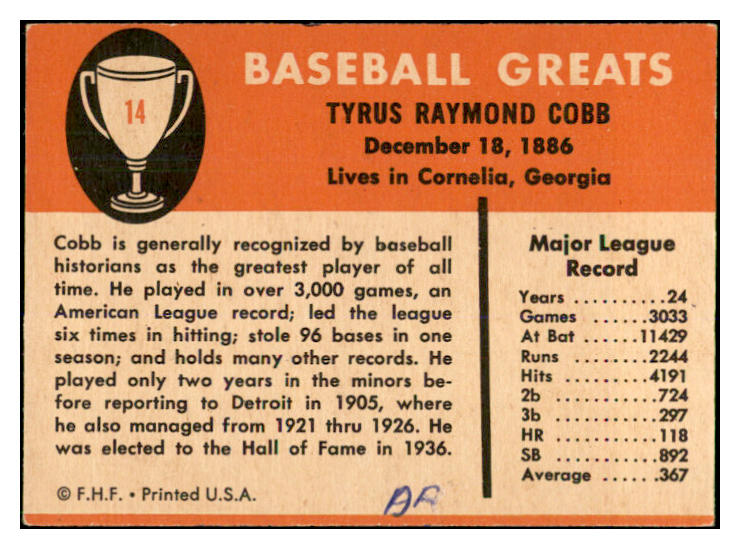 14
BASEBALL GREATS
TYRUS RAYMOND COBB
December 18, 1886
Lives in Cornelia, Georgia
Cobb is generally recognized by baseball
historians as the greatest player of all
time. He played in over 3,000 games, an
American League record; led the league
six times in hitting; stole 96 bases in one
season; and holds many other records. He
played only two years in the minors be-
fore reporting to Detroit in 1905, where
he also managed from 1921 thru 1926. He
was elected to the Hall of Fame in 1936.
© F.H.F. • Printed U.S.A.
Major League
Record
Years ..........24
Games ......3033
At Bat ......11429
Runs ........2244
Hits .........4191
2b ...........724
3b ...........297
HR ...........118
SB ...........892
Average ......367